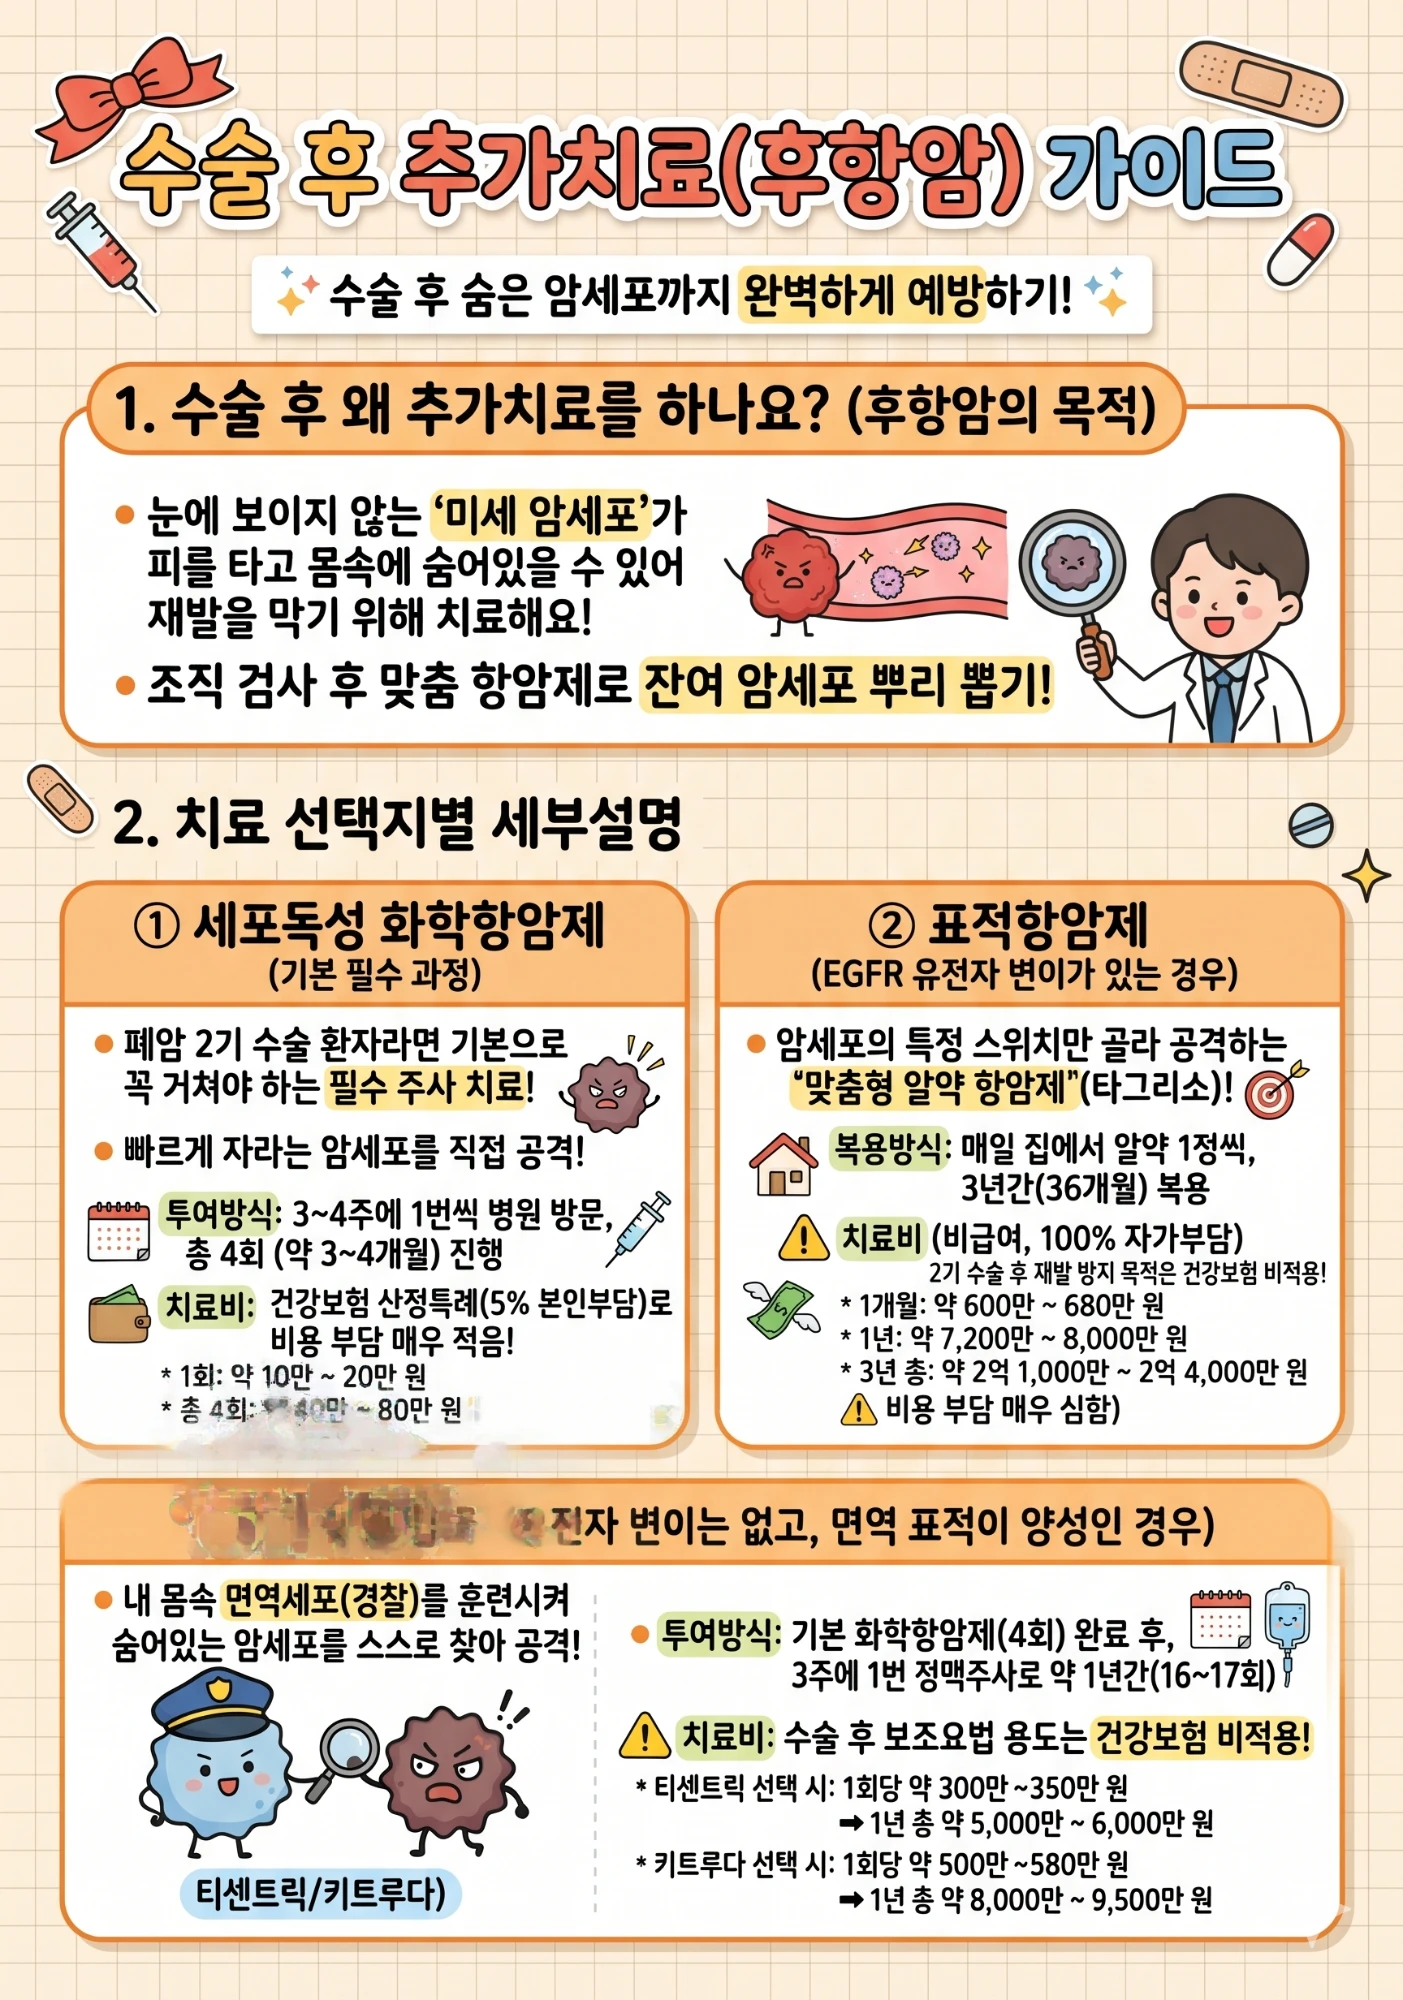 수술 후 추가치료(후항암) 가이드
수술 후 숨은 암세포까지 완벽하게 예방하기!
1. 수술 후 왜 추가치료를 하나요? (후항암의 목적)
눈에 보이지 않는 '미세 암세포'가
피를 타고 몸속에 숨어있을 수 있어
재발을 막기 위해 치료해요!
조직 검사 후 맞춤 항암제로 잔여 암세포 뿌리 뽑기!
2. 치료 선택지별 세부설명
① 세포독성 화학항암제
(기본 필수 과정)
폐암 2기 수술 환자라면 기본으로
꼭 거쳐야 하는 필수 주사 치료!
빠르게 자라는 암세포를 직접 공격!
투여방식: 3~4주에 1번씩 병원 방문,
총 4회 (약 3~4개월) 진행
치료비: 건강보험 산정특례(5% 본인부담)로
비용 부담 매우 적음!
* 1회: 약 10만 ~ 20만 원
* 총 4회: 40만 ~ 80만 원
② 표적항암제
(EGFR 유전자 변이가 있는 경우)
암세포의 특정 스위치만 골라 공격하는
"맞춤형 알약 항암제"(타그리소)!
복용방식: 매일 집에서 알약 1정씩,
3년간(36개월) 복용
치료비 (비급여, 100% 자가부담)
2기 수술 후 재발 방지 목적은 건강보험 비적용!
* 1개월: 약 600만 ~ 680만 원
* 1년: 약 7,200만 ~ 8,000만 원
* 3년 총: 약 2억 1,000만 ~ 2억 4,000만 원
비용 부담 매우 심함)
변이는 없고, 면역 표적이 양성인 경우)
내 몸속 면역세포(경찰)를 훈련시켜
숨어있는 암세포를 스스로 찾아 공격!
티센트릭/키트루다)
투여방식: 기본 화학항암제(4회) 완료 후,
3주에 1번 정맥주사로 약 1년간(16~17회)
치료비: 수술 후 보조요법 용도는 건강보험 비적용!
* 티센트릭 선택 시: 1회당 약 300만 ~350만 원
➡ 1년 총 약 5,000만 ~ 6,000만 원
* 키트루다 선택 시: 1회당 약 500만 ~580만 원
➡ 1년 총 약 8,000만 ~ 9,500만 원